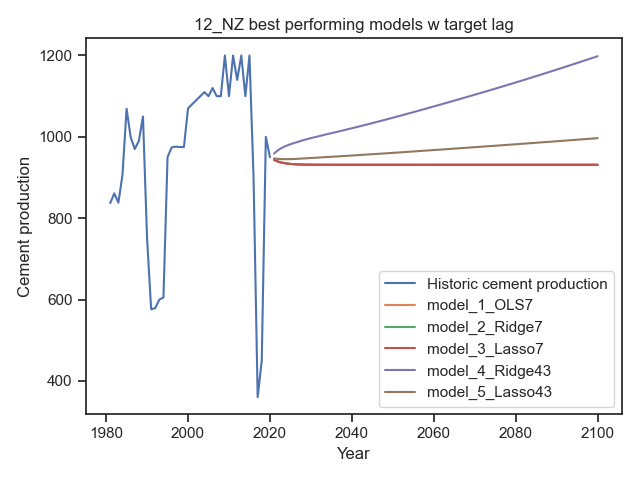 12_NZ best performing models w target lag
Cement production
1200
1000
800
600
400
Historic cement production
model_1_OLS7
model_2_Ridge7
model_3_Lasso7
model_4_Ridge43
model_5_Lasso43
1980 2000 2020 2040 2060 2080 2100
Year